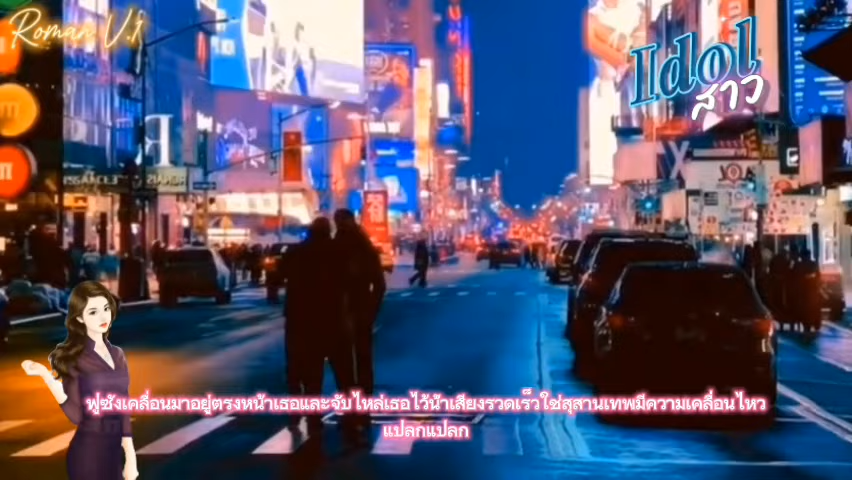 Roman V.i
Idol
สาว
ฟูซังเคลื่อนมาอยู่ตรงหน้าเธอและจับไหล่เธอไว้น้ำเสียงรวดเร็วใช่สุสานเทพมีความเคลื่อนไหว
แปลกแปลก